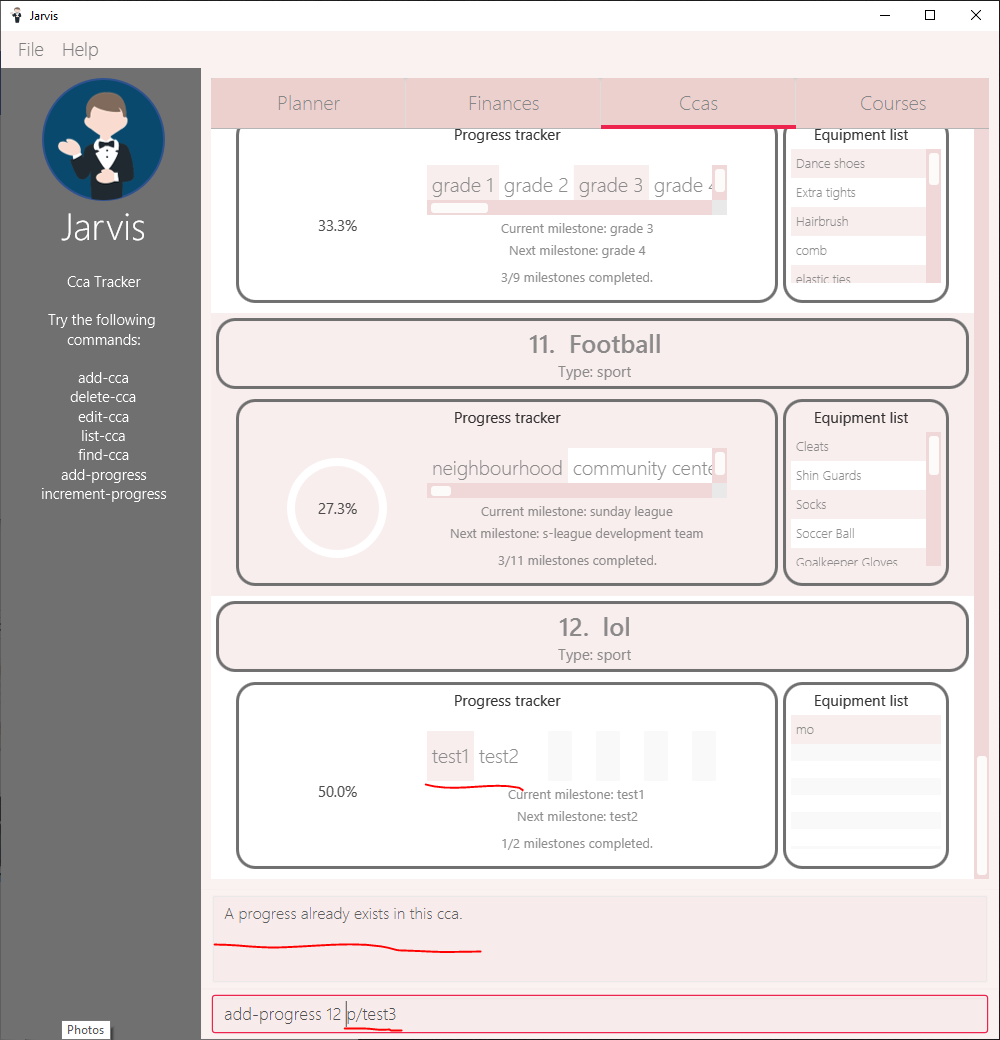 Jarvis
File Help
Jarvis
Cca Tracker
Try the following
commands:
add-cca
delete-cca
edit-cca
list-cca
find-cca
add-progress
increment-progress
Planner Finances Ccas Courses
Progress tracker
33.3%
grade 1 grade 2 grade 3 grade
Current milestone: grade 3
Next milestone: grade 4
3/9 milestones completed.
Equipment list
Dance shoes
Extra tights
Hairbrush
comb
elastic ties
11. Football
Type: sport
Progress tracker
27.3%
neighbourhood community cente
Current milestone: sunday league
Next milestone: s-league development team
3/11 milestones completed.
Equipment list
Cleats
Shin Guards
Socks
Soccer Ball
Goalkeeper Gloves
12. lol
Type: sport
Progress tracker
50.0%
test1 test2
Current milestone: test1
Next milestone: test2
1/2 milestones completed.
Equipment list
mo
A progress already exists in this cca.
add-progress 12 p/test3
Photos